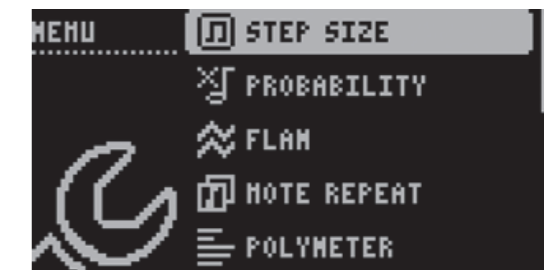 MENU
STEP SIZE
PROBABILITY
FLAM
NOTE REPEAT
POLYMETER